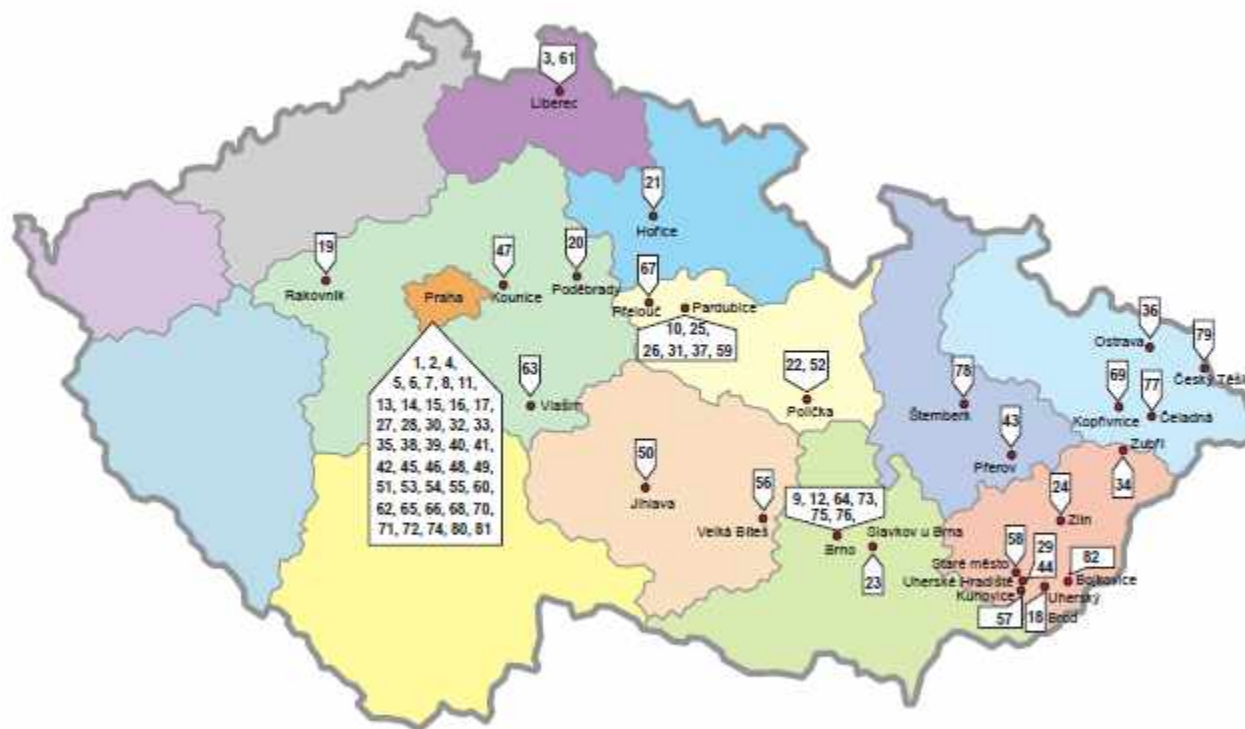 3, 61
Liberec
21
Hořice
19
Rakovník
47
Kounice
20
Poděbrady
67
Přelouč
Pardubice
10, 25,
26, 31, 37, 59
Praha
1, 2, 4,
5, 6, 7, 8, 11,
13, 14, 15, 16, 17,
27, 28, 30, 32, 33,
35, 38, 39, 40, 41,
42, 45, 46, 48, 49,
51, 53, 54, 55, 60,
62, 65, 66, 68, 70,
71, 72, 74, 80, 81
63
Vlašim
22, 52
Polička
36
Ostrava
79
Český Těší
78
Šternberk
69
Kopřivnice
77
Čeladná
43
Přerov
Zubří
34
50
Jihlava
56
Velká Bíteš
9, 12, 64, 73,
75, 76,
Brno
Slavkov u Brna
23
24
Zlín
58
Staré město
29
44
Uherské Hradiště
Kunovice
57
18
Uherský
Brod
82
Bojkovice